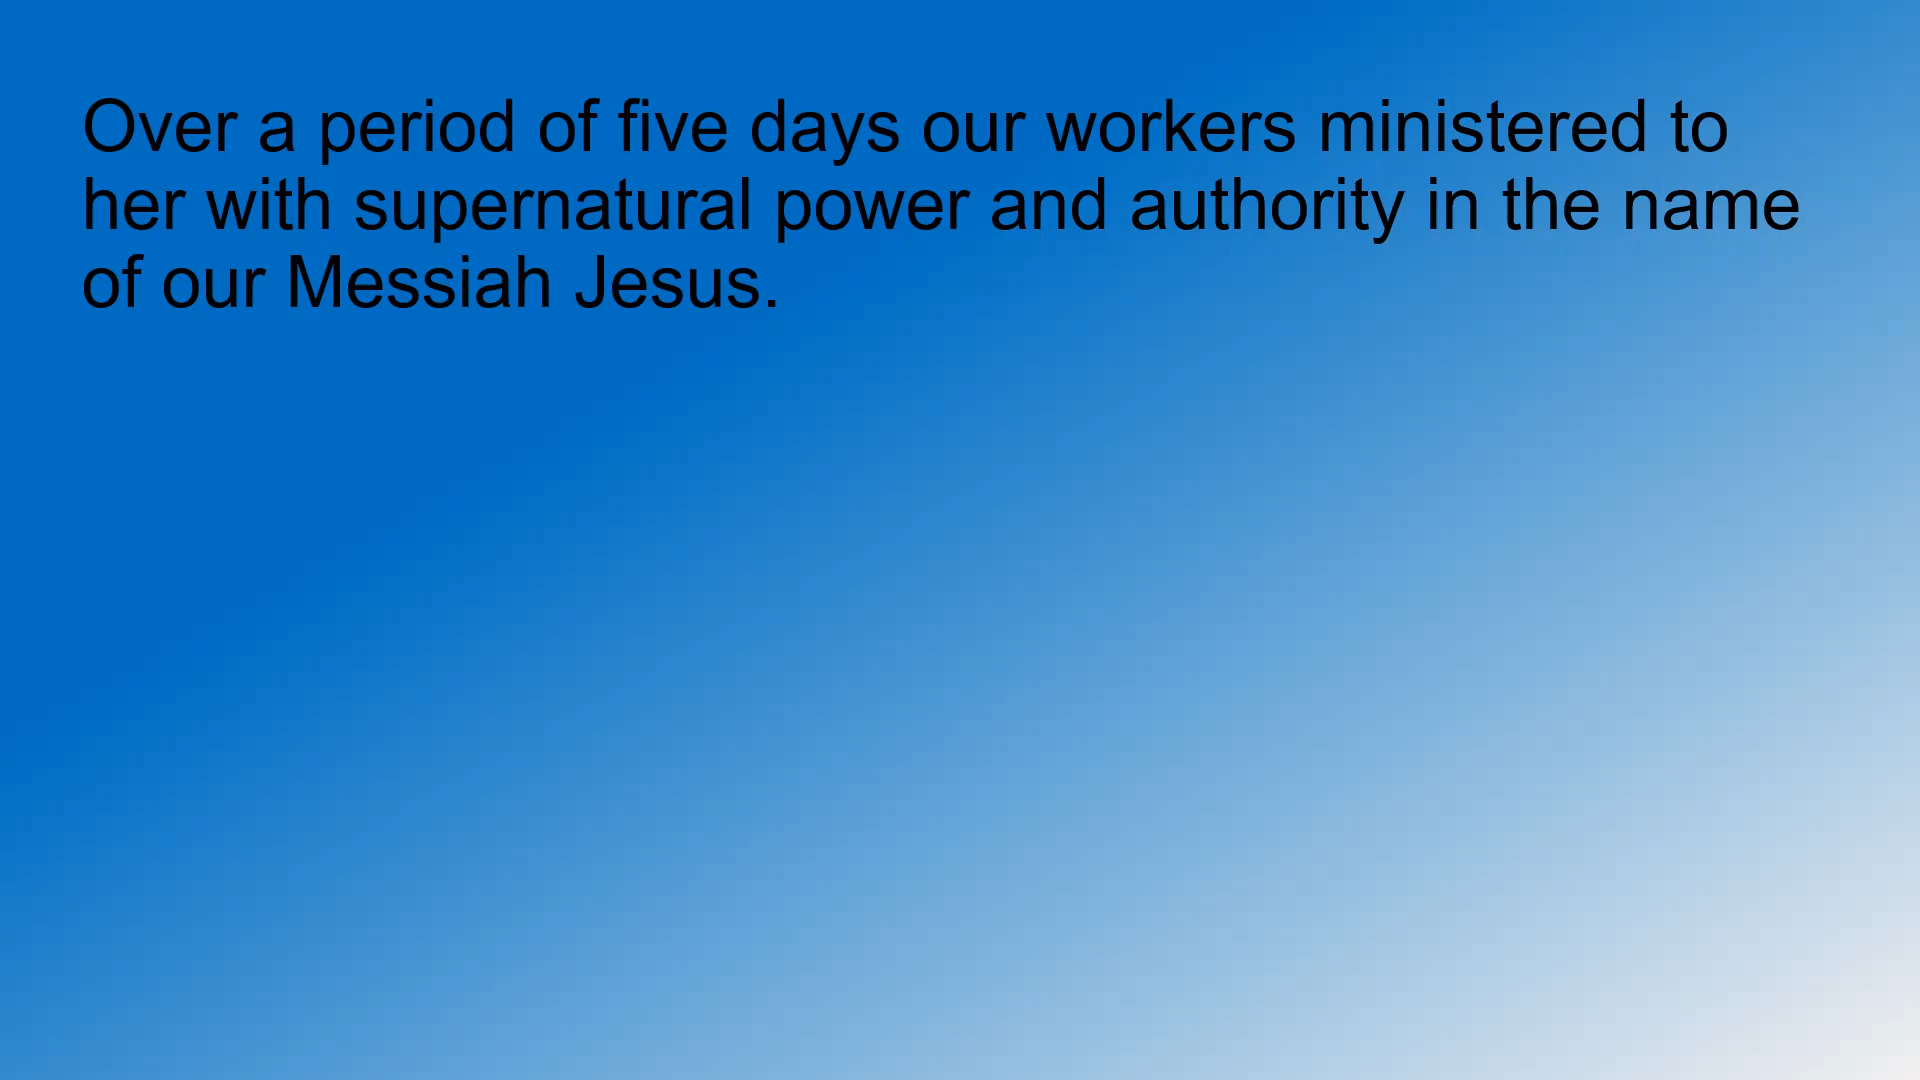 Over a period of five days our workers ministered to
her with supernatural power and authority in the name
of our Messiah Jesus.